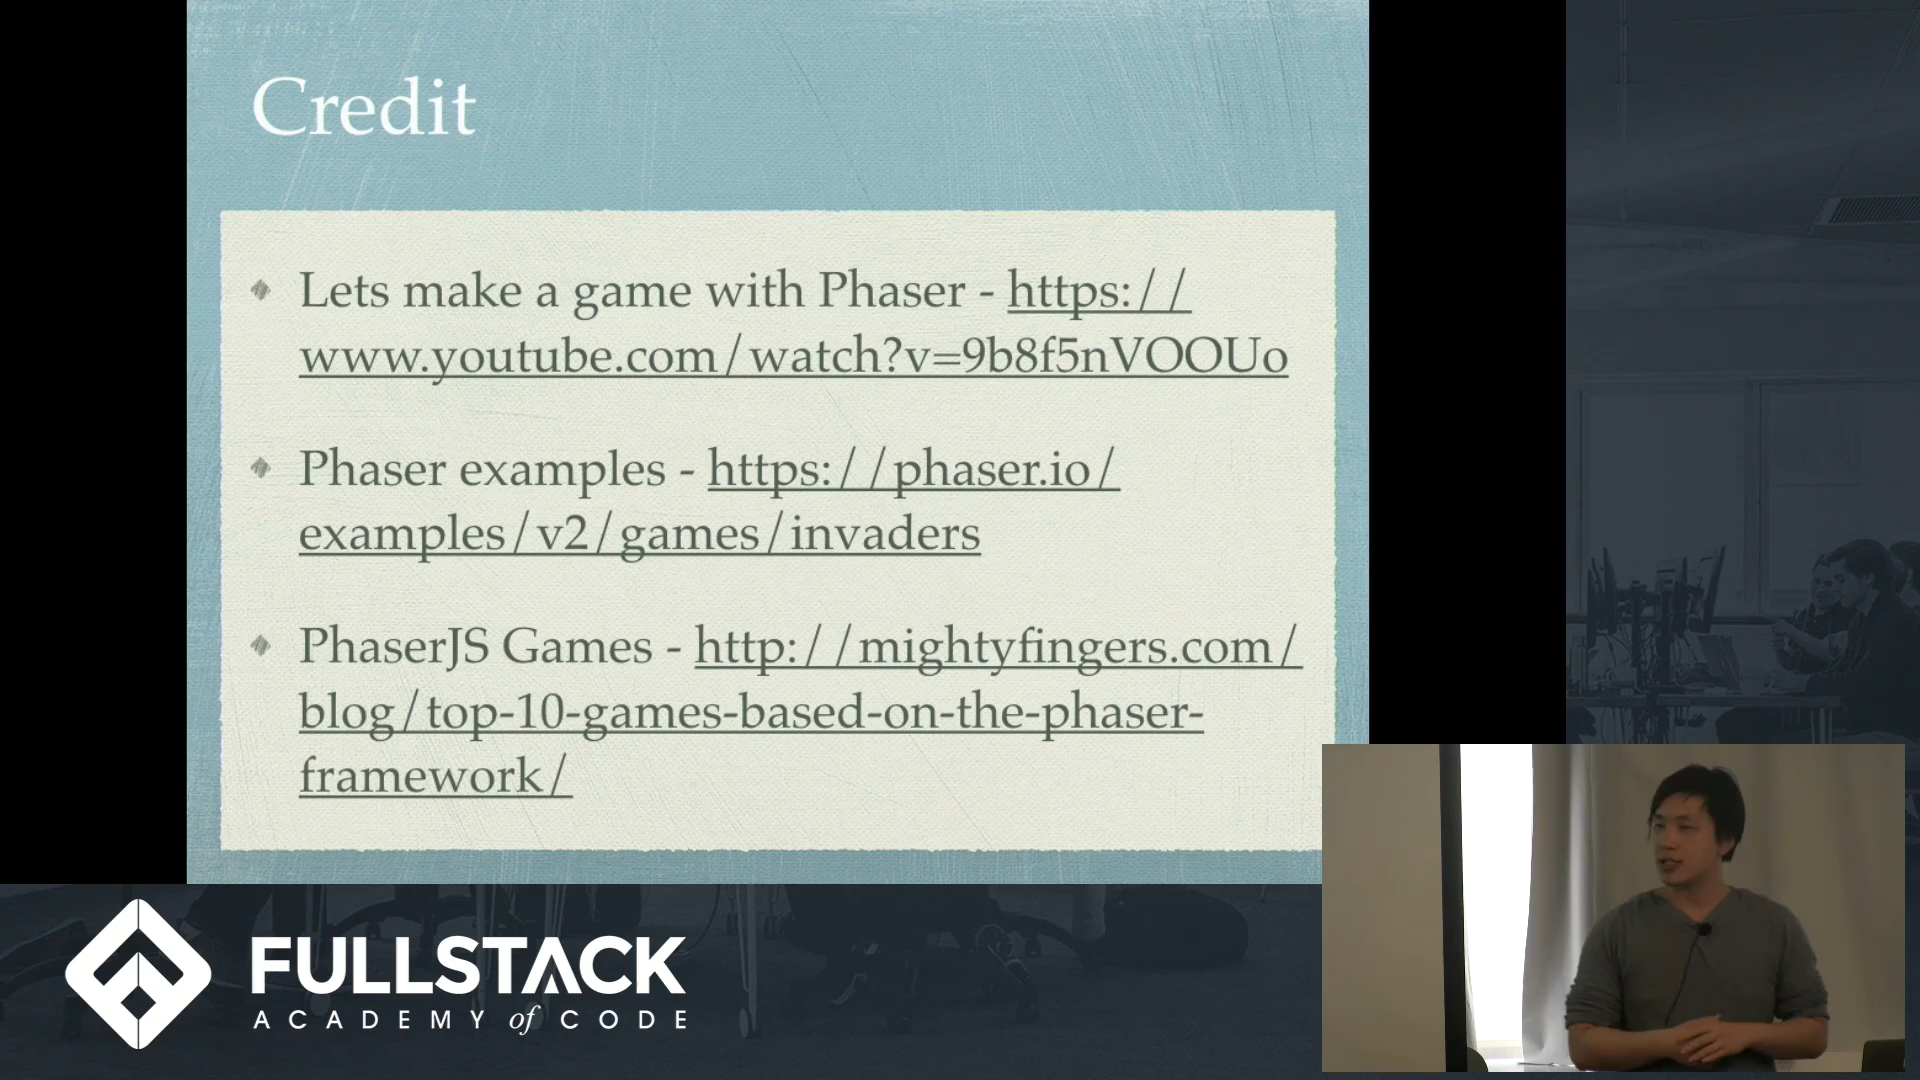 Credit
Lets make a game with Phaser - https://
www.youtube.com/watch?v=9b8f5nVOOUo
Phaser examples - https://phaser.io/
examples/v2/games/invaders
PhaserJS Games - http://mightyfingers.com/
blog/top-10-games-based-on-the-phaser-
framework/
FULLSTACK
ACADEMY of CODE